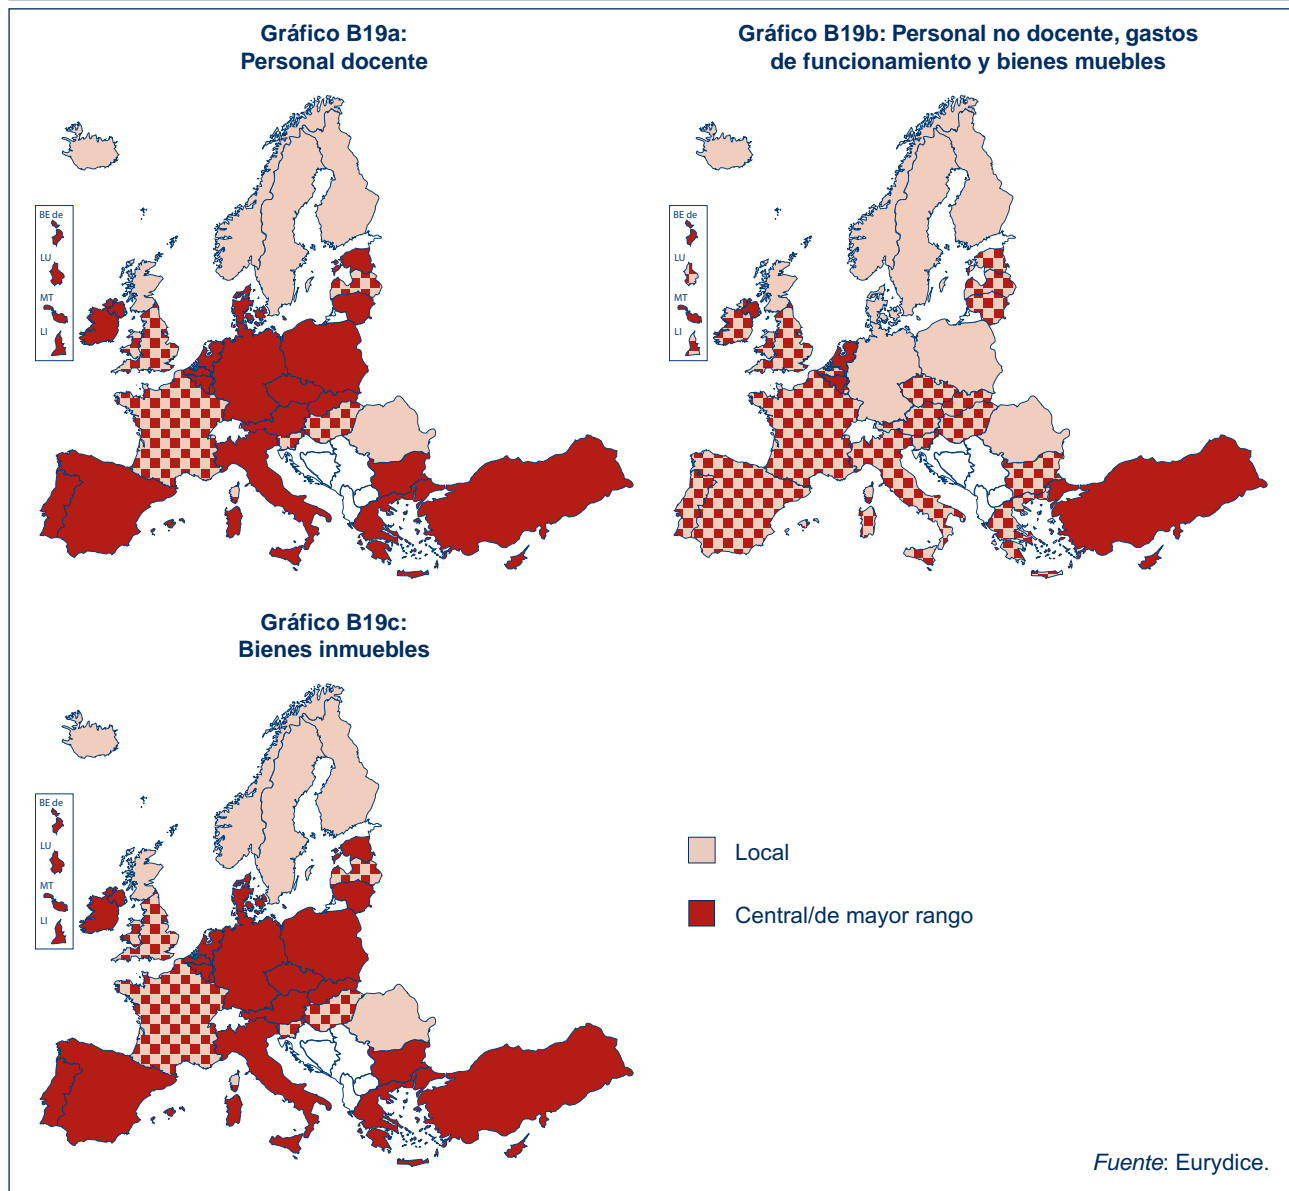 Gráfico B19a:
Personal docente
Gráfico B19b: Personal no docente, gastos
de funcionamiento y bienes muebles
BE de
LU
MT
LI
BE de
LU
MT
LI
Gráfico B19c:
Bienes inmuebles
BE de
LU
MT
LI
Local
Central/de mayor rango
Fuente: Eurydice.